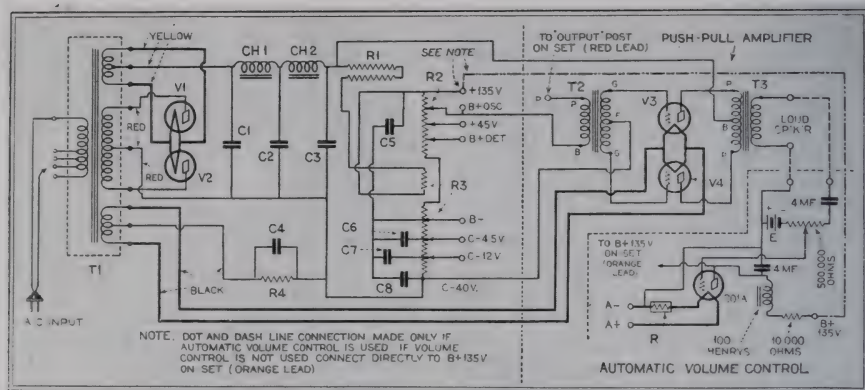 TO "OUTPUT" POST
ON SET (RED LEAD)
PUSH-PULL AMPLIFIER
YELLOW
CH 1
CH 2
R1
SEE NOTE
R2
+135V
B+OSC
+45V
B+DET
T2
V3
T3
P
P
B
G
F
G
P
B
P
LOUD
SPK'R
V1
RED
RED
V2
C1
C2
C3
C5
R3
V4
4 MF
E
+
-
B-
C6
C-45V
C7
C-12V
C8
C-40V.
C4
R4
BLACK
T1
A C INPUT
TO B+135V
ON SET
(ORANGE
LEAD)
4 MF
500,000
OHMS
A-
A+
R
201A
100
HENRYS
10,000
OHMS
B+
135V
NOTE. DOT AND DASH LINE CONNECTION MADE ONLY IF
AUTOMATIC VOLUME CONTROL IS USED IF VOLUME
CONTROL IS NOT USED CONNECT DIRECTLY TO B+135V
ON SET (ORANGE LEAD)
AUTOMATIC VOLUME CONTROL